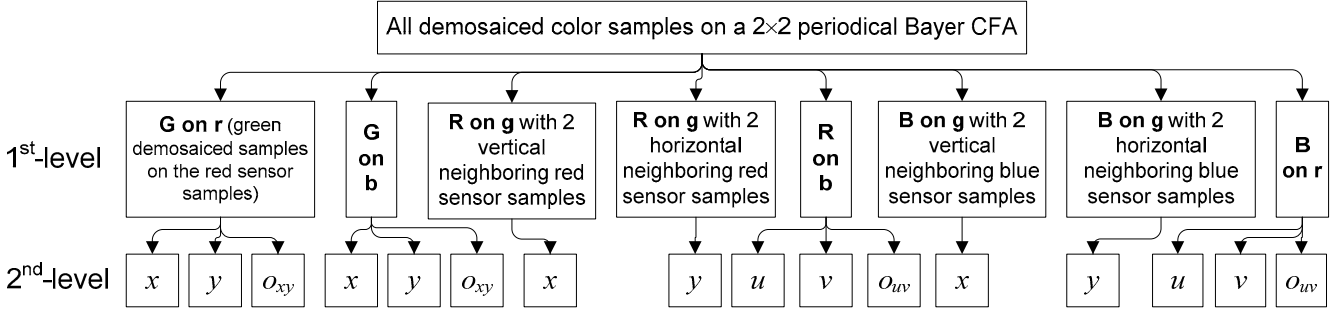 All demosaiced color samples on a 2×2 periodical Bayer CFA
1st-level
G on r (green
demosaiced samples
on the red sensor
samples)
G
on
b
R on g with 2
vertical
neighboring red
sensor samples
R on g with 2
horizontal
neighboring red
sensor samples
R
on
b
B on g with 2
vertical
neighboring blue
sensor samples
B on g with 2
horizontal
neighboring blue
sensor samples
B
on r
2nd-level
x y oxy x y oxy x y u v ouv x y u v ouv